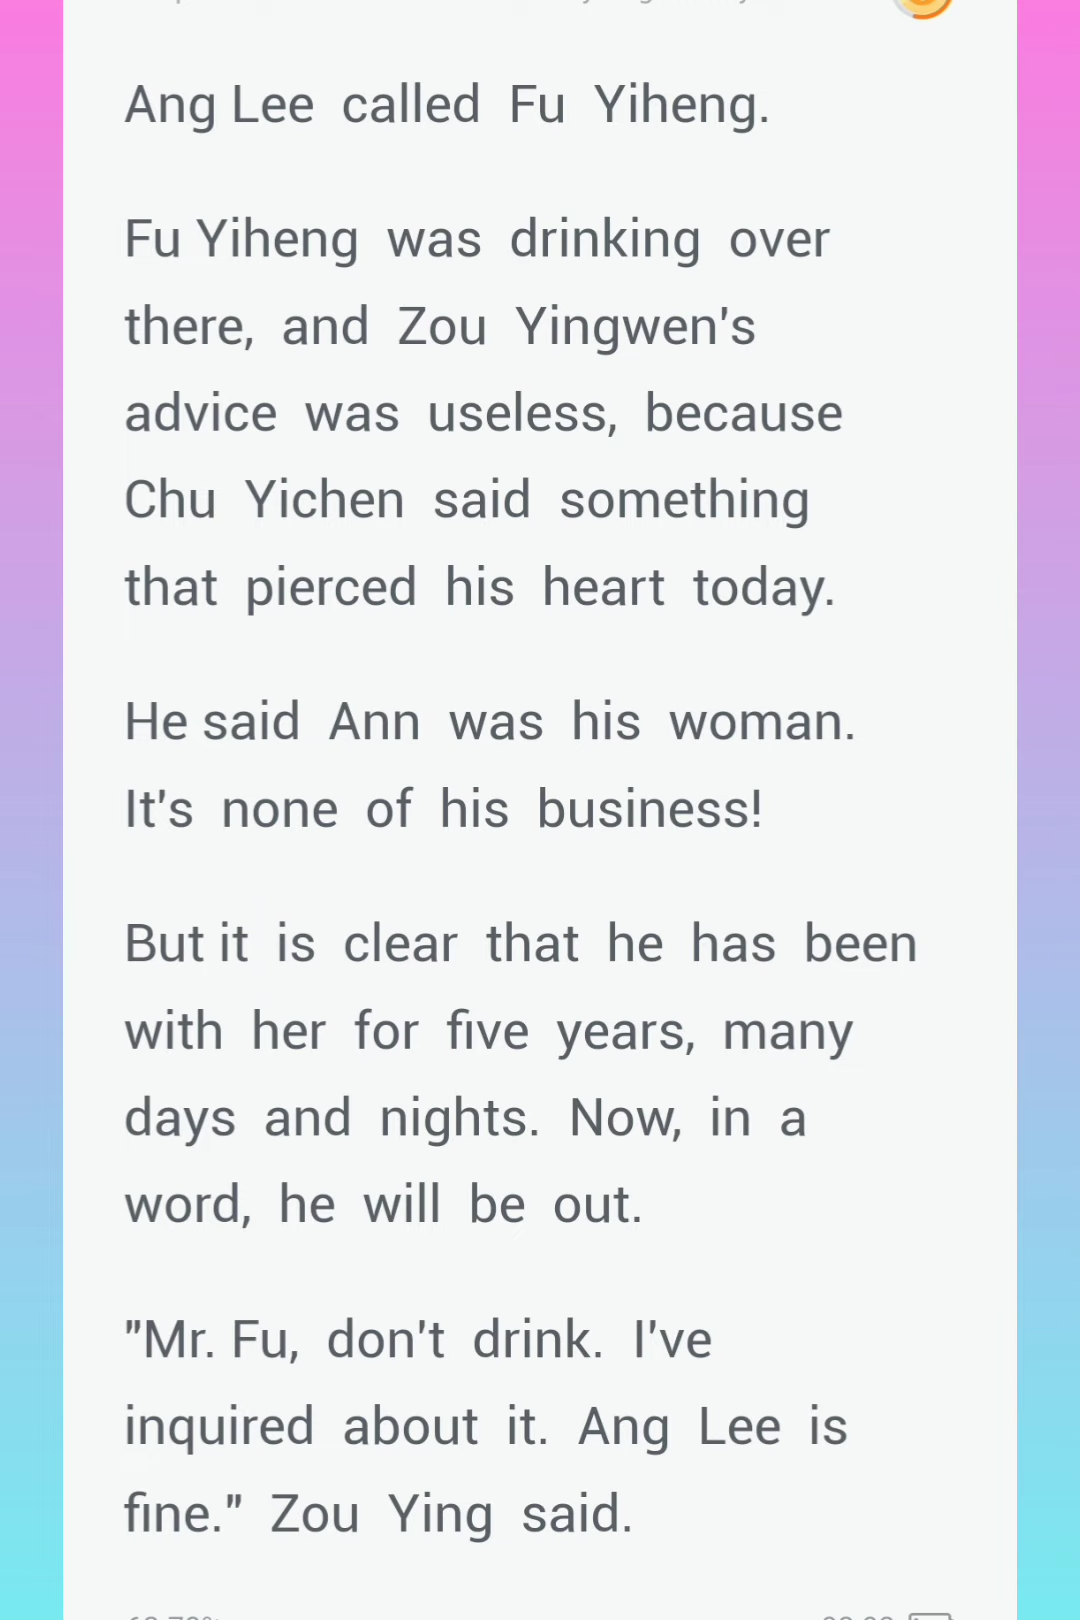 Ang Lee called Fu Yiheng.
Fu Yiheng was drinking over
there, and Zou Yingwen's
advice was useless, because
Chu Yichen said something
that pierced his heart today.
He said Ann was his woman.
It's none of his business!
But it is clear that he has been
with her for five years, many
days and nights. Now, in a
word, he will be out.
"Mr. Fu, don't drink. I've
inquired about it. Ang Lee is
fine." Zou Ying said.